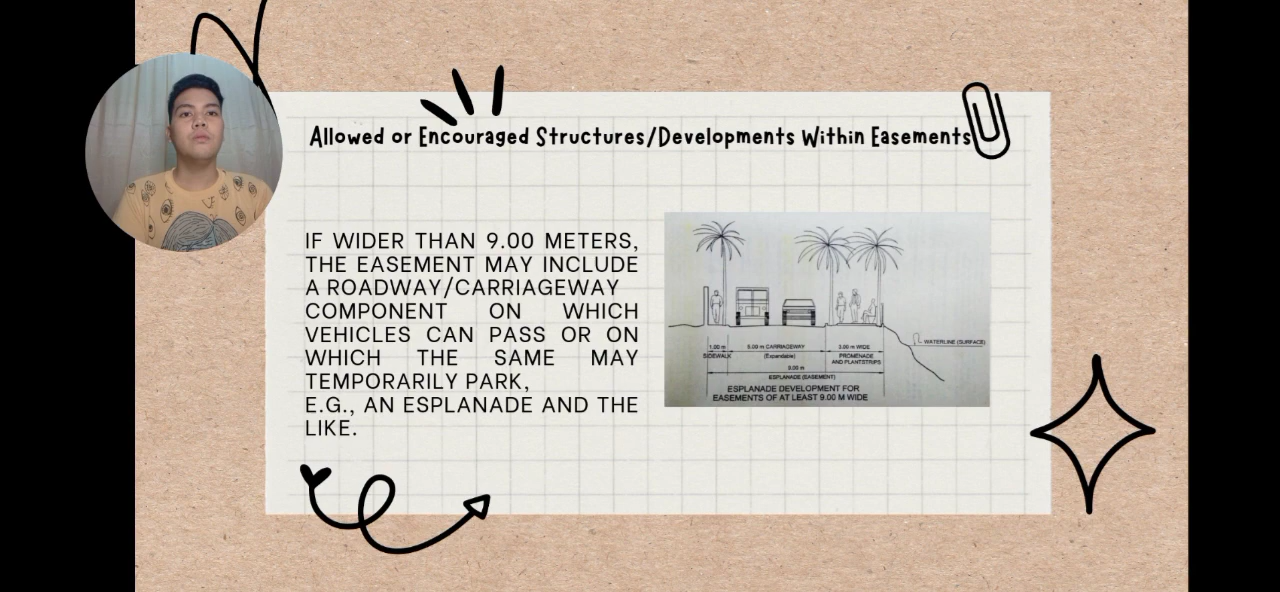 Allowed or Encouraged Structures/Developments Within Easements
IF WIDER THAN 9.00 METERS,
THE EASEMENT MAY INCLUDE
A ROADWAY/CARRIAGEWAY
COMPONENT ON WHICH
VEHICLES CAN PASS OR ON
WHICH THE SAME MAY
TEMPORARILY PARK,
E.G., AN ESPLANADE AND THE
LIKE.
WATERLINE (SURFACE)
1.00 m 5.00 m CARRIAGEWAY 3.00 m WIDE
SIDEWALK (Expandable) PROMENADE
AND PLANTSTRIPS
9.00 m
ESPLANADE (EASEMENT)
ESPLANADE DEVELOPMENT FOR
EASEMENTS OF AT LEAST 9.00 M WIDE